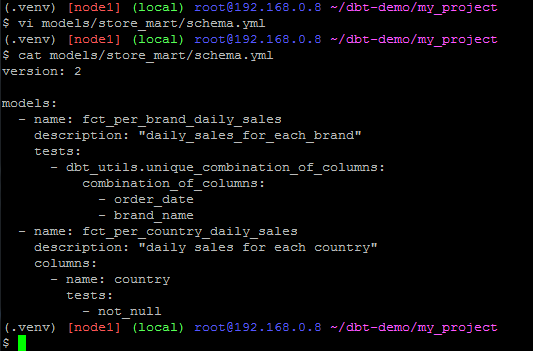 (.venv) [node1] (local) root@192.168.0.8 ~/dbt-demo/my_project
$ vi models/store_mart/schema.yml
(.venv) [node1] (local) root@192.168.0.8 ~/dbt-demo/my_project
$ cat models/store_mart/schema.yml
version: 2

models:
  - name: fct_per_brand_daily_sales
    description: "daily_sales_for_each_brand"
    tests:
      - dbt_utils.unique_combination_of_columns:
          combination_of_columns:
            - order_date
            - brand_name
  - name: fct_per_country_daily_sales
    description: "daily sales for each country"
    columns:
      - name: country
        tests:
          - not_null
(.venv) [node1] (local) root@192.168.0.8 ~/dbt-demo/my_project
$